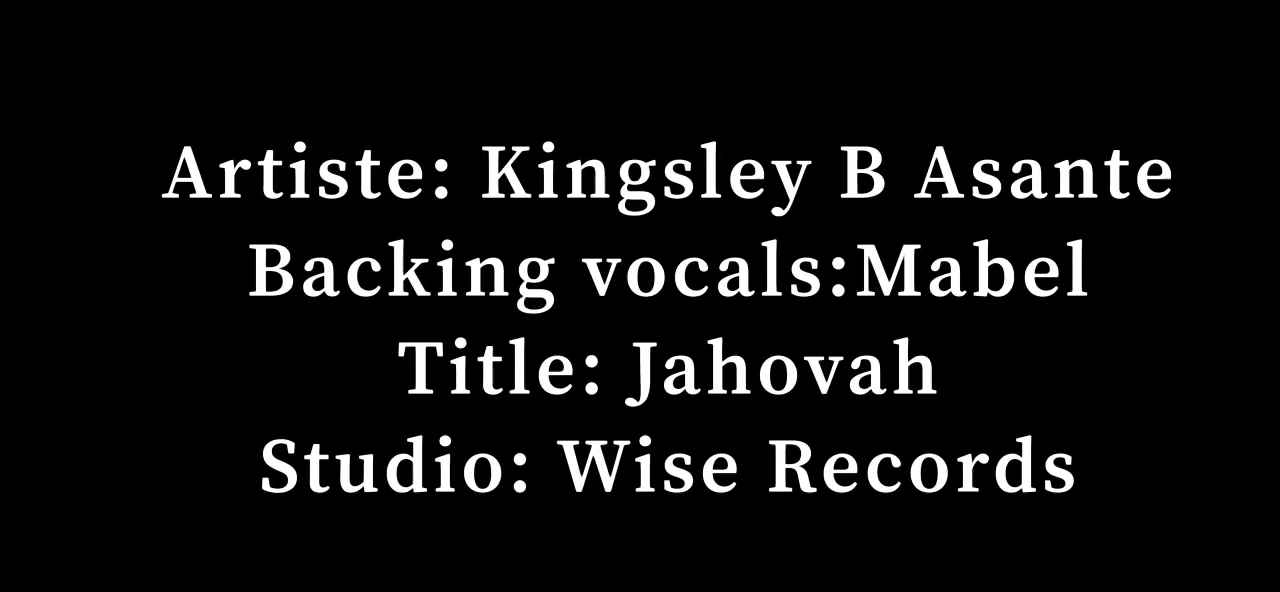 Artiste: Kingsley B Asante
Backing vocals:Mabel
Title: Jahovah
Studio: Wise Records